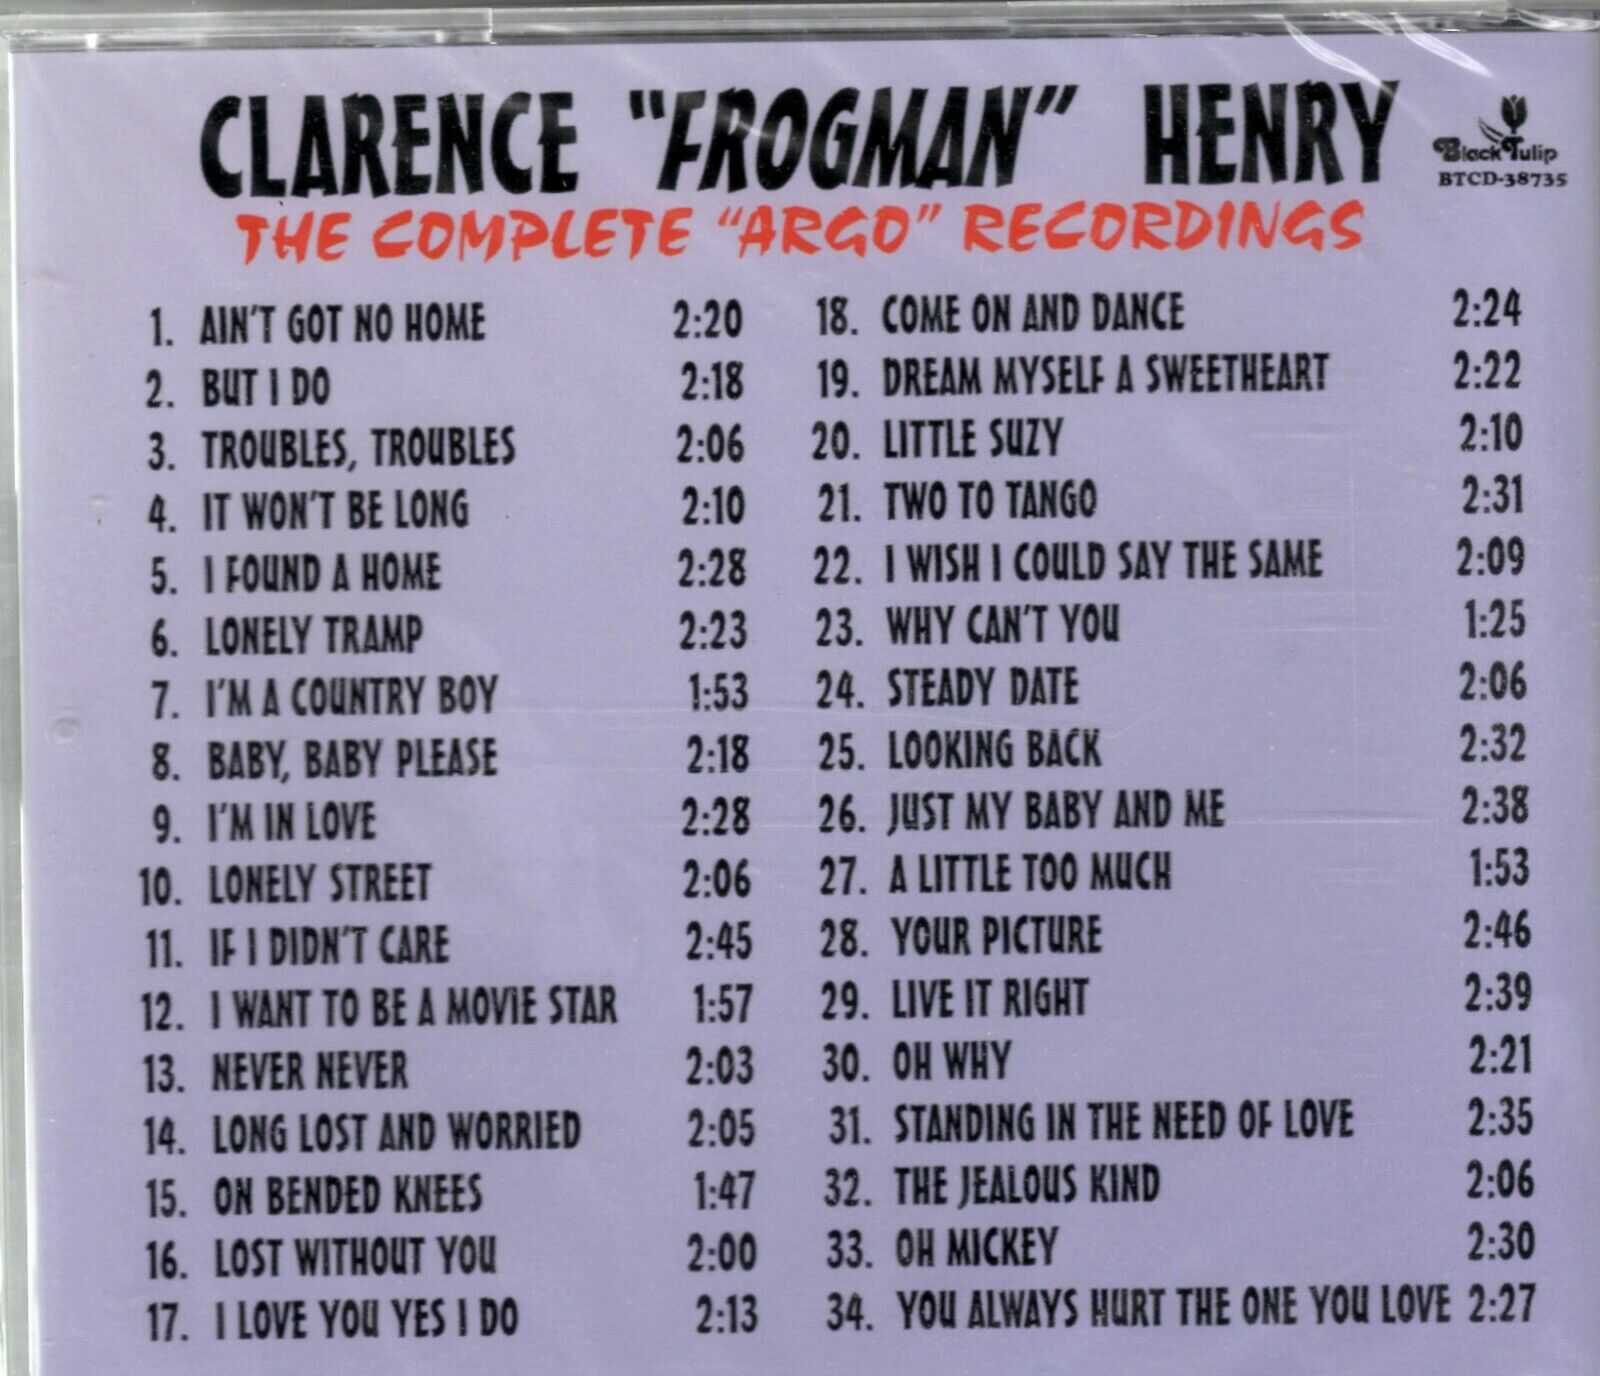 CLARENCE "FROGMAN" HENRY
Black Tulip
BTCD-38735
THE COMPLETE "ARGO" RECORDINGS
1. AIN'T GOT NO HOME 2:20
2. BUT I DO 2:18
3. TROUBLES, TROUBLES 2:06
4. IT WON'T BE LONG 2:10
5. I FOUND A HOME 2:28
6. LONELY TRAMP 2:23
7. I'M A COUNTRY BOY 1:53
8. BABY, BABY PLEASE 2:18
9. I'M IN LOVE 2:28
10. LONELY STREET 2:06
11. IF I DIDN'T CARE 2:45
12. I WANT TO BE A MOVIE STAR 1:57
13. NEVER NEVER 2:03
14. LONG LOST AND WORRIED 2:05
15. ON BENDED KNEES 1:47
16. LOST WITHOUT YOU 2:00
17. I LOVE YOU YES I DO 2:13
18. COME ON AND DANCE 2:24
19. DREAM MYSELF A SWEETHEART 2:22
20. LITTLE SUZY 2:10
21. TWO TO TANGO 2:31
22. I WISH I COULD SAY THE SAME 2:09
23. WHY CAN'T YOU 1:25
24. STEADY DATE 2:06
25. LOOKING BACK 2:32
26. JUST MY BABY AND ME 2:38
27. A LITTLE TOO MUCH 1:53
28. YOUR PICTURE 2:46
29. LIVE IT RIGHT 2:39
30. OH WHY 2:21
31. STANDING IN THE NEED OF LOVE 2:35
32. THE JEALOUS KIND 2:06
33. OH MICKEY 2:30
34. YOU ALWAYS HURT THE ONE YOU LOVE 2:27